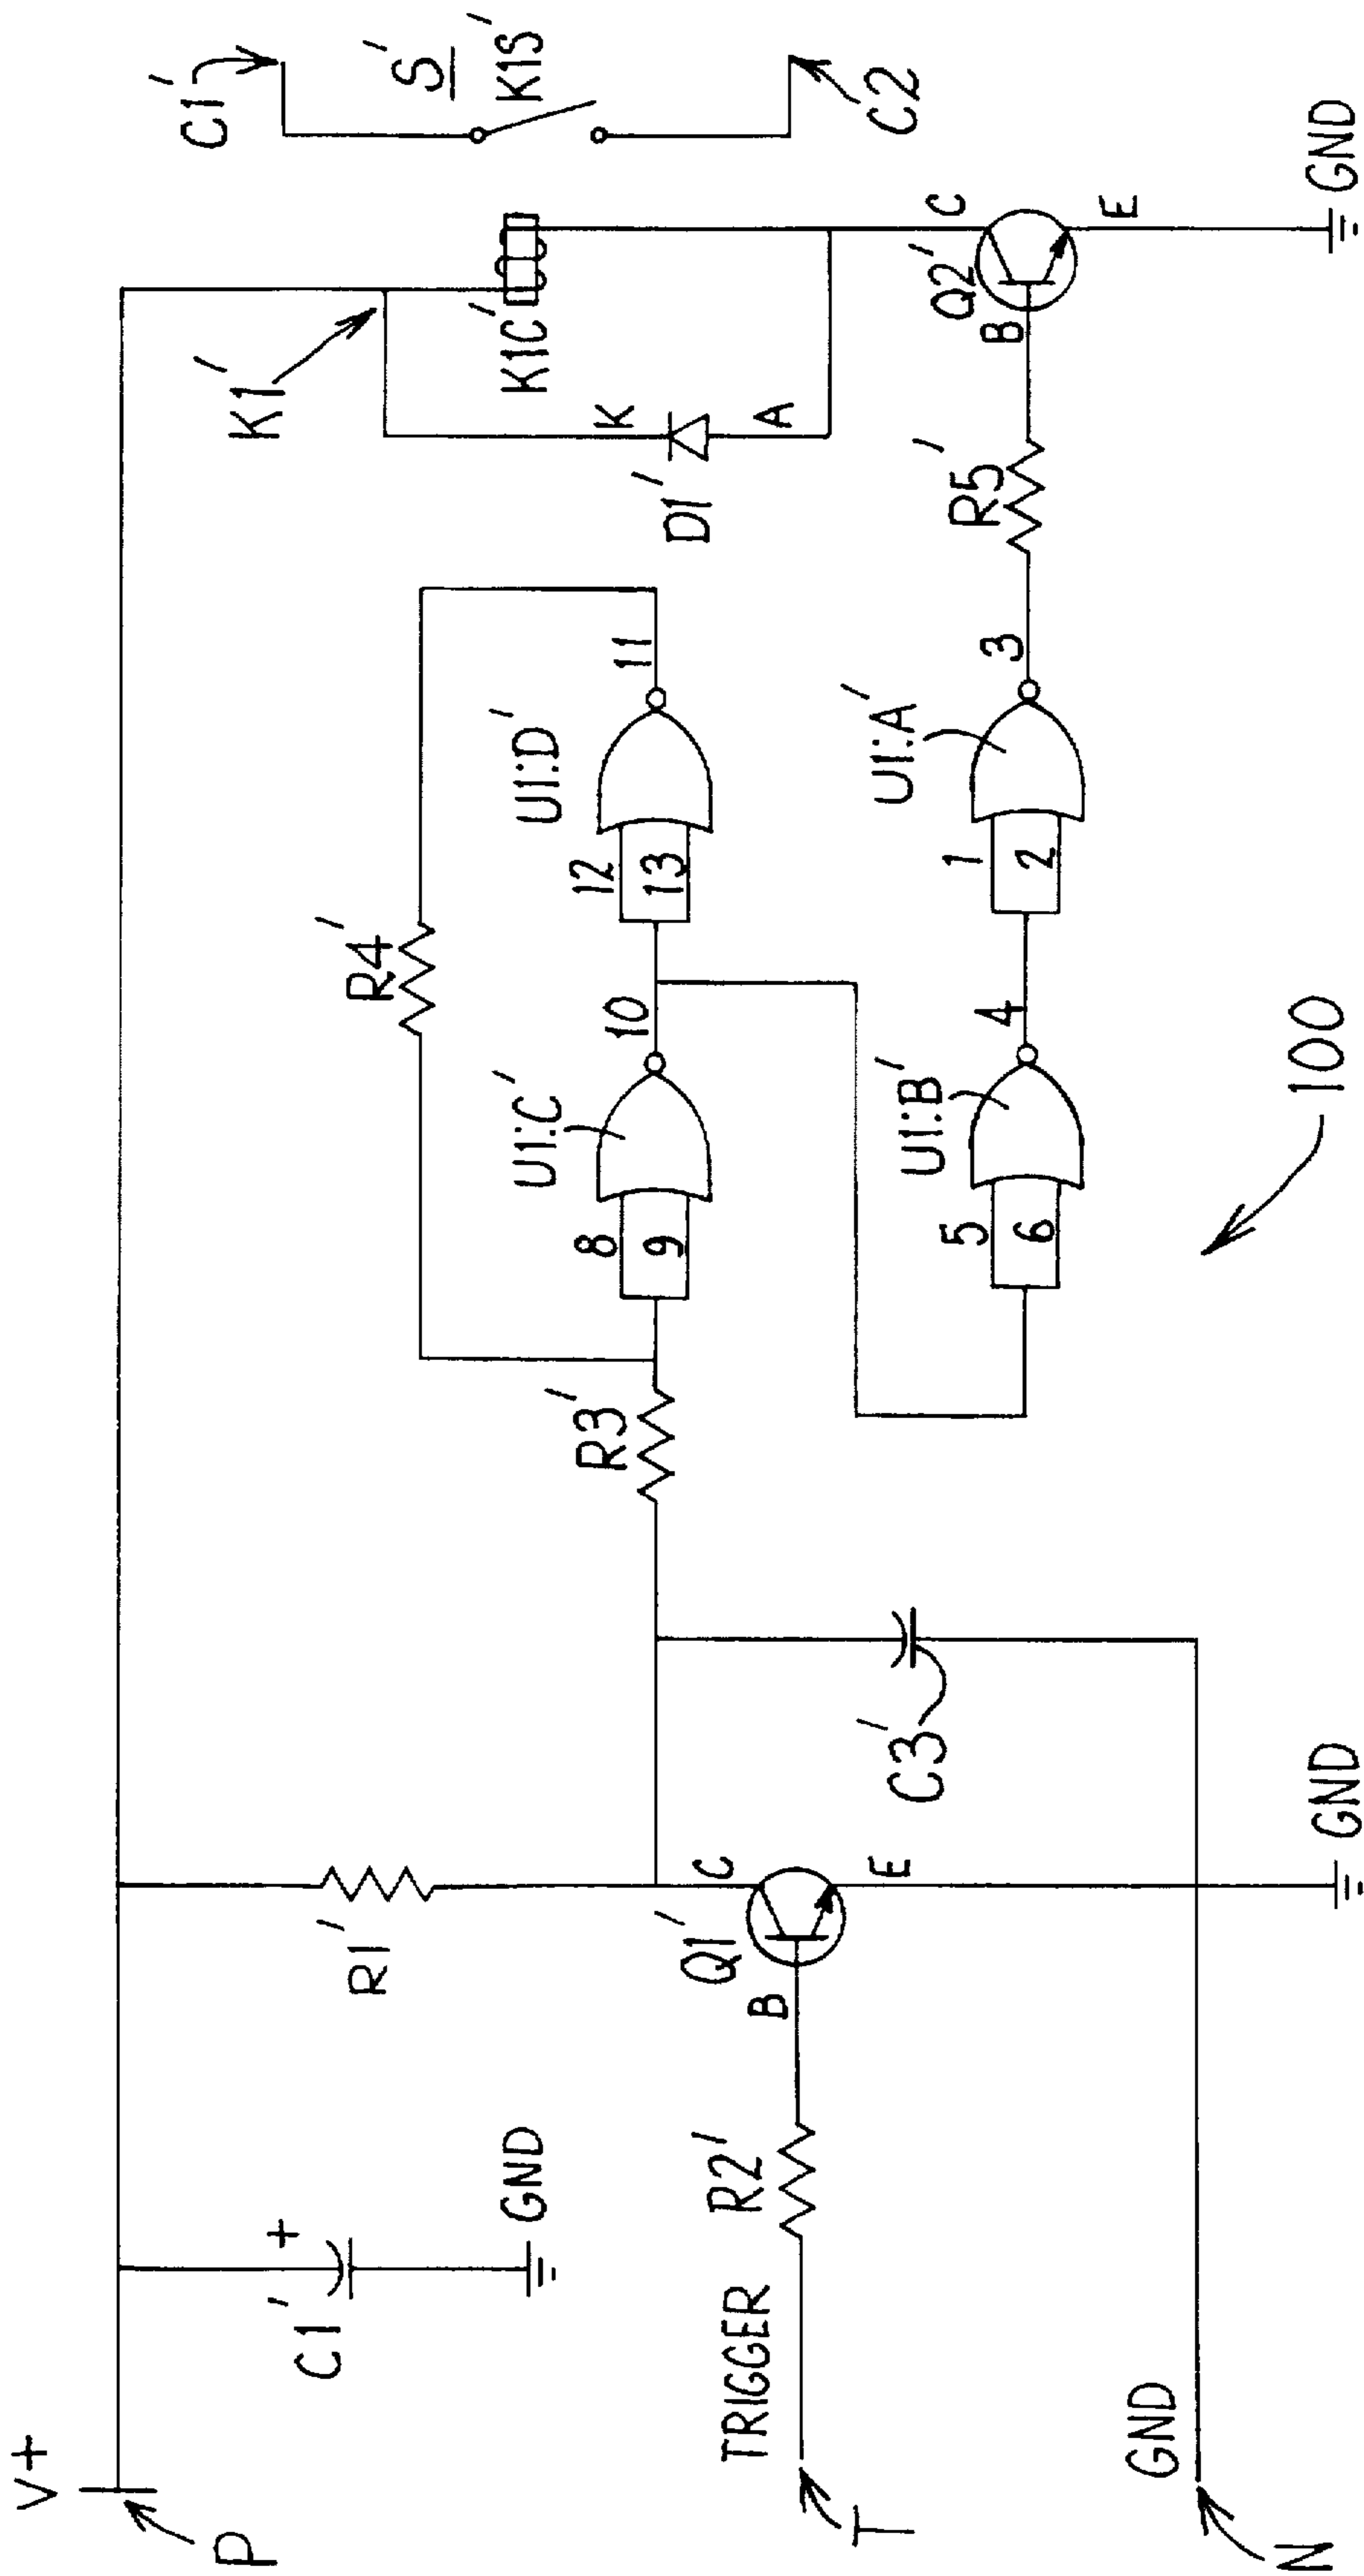 V+
P
C1'
+
GND
TRIGGER
T
R2'
GND
N
R1'
Q1'
B
C
E
GND
C3'
R3'
R4'
U1:C'
8
9
10
U1:D'
12
13
11
U1:B'
5
6
4
U1:A'
1
2
3
R5'
K1'
K1C'
D1'
K
A
Q2'
B
C
E
GND
C1'
S'
K1S'
C2
100